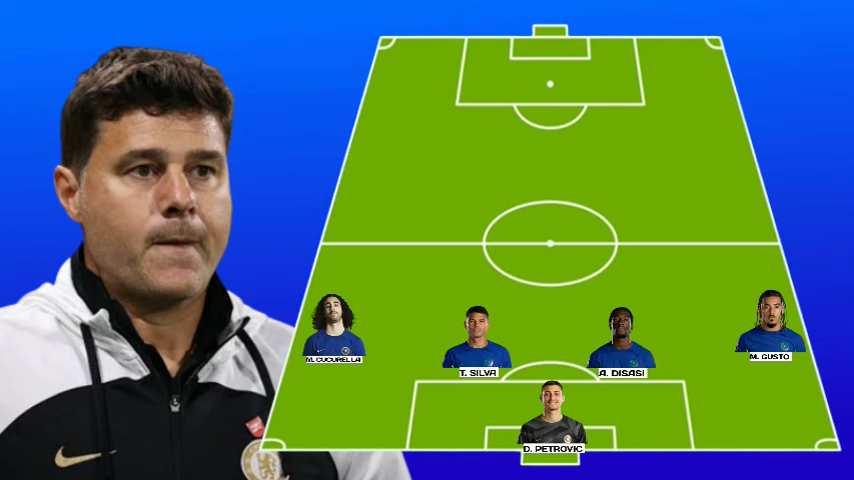 M. CUCURELLA
T. SILVA
A. DISASI
M. GUSTO
D. PETROVIC